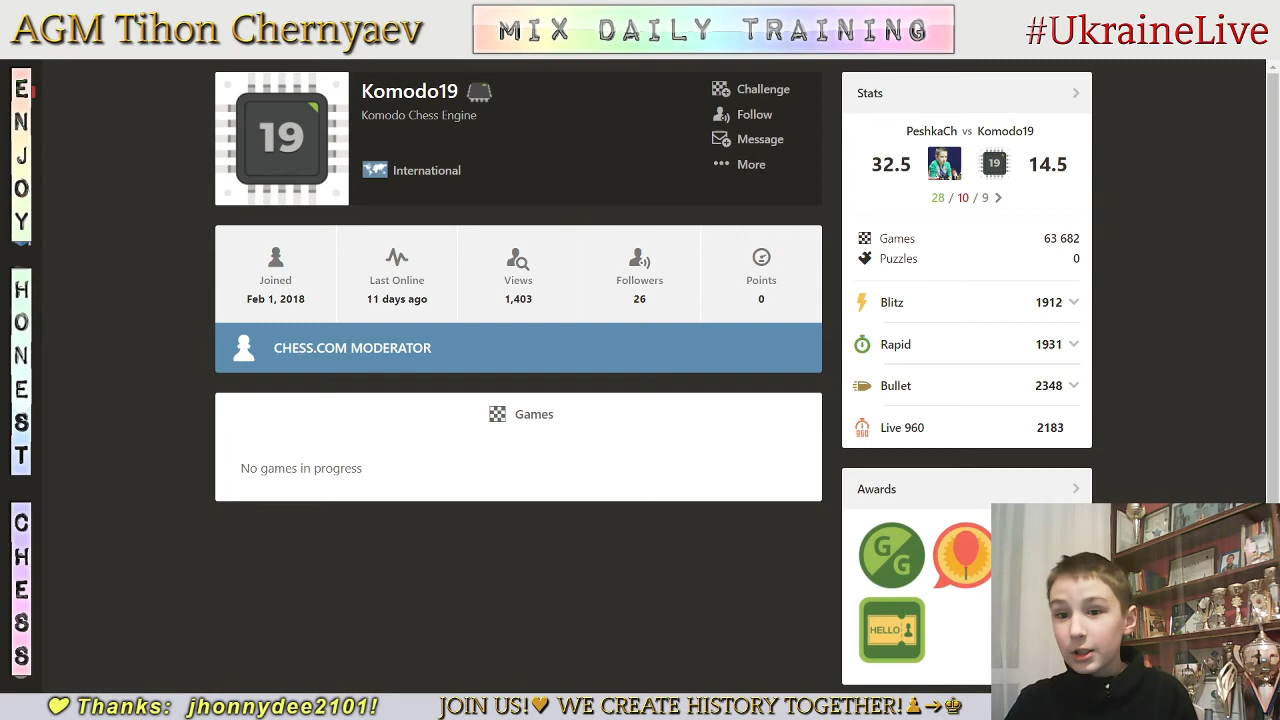 AGM Tihon Chernyaev
MIX DAILY TRAINING
#UkraineLive
ENJOY
HONEST
CHESS
19
Komodo19
Komodo Chess Engine
International
Challenge
Follow
Message
More
Joined
Feb 1, 2018
Last Online
11 days ago
Views
1,403
Followers
26
Points
0
CHESS.COM MODERATOR
Games
No games in progress
Stats
PeshkaCh vs Komodo19
32.5 19 14.5
28 / 10 / 9
Games 63 682
Puzzles 0
Blitz 1912
Rapid 1931
Bullet 2348
960 Live 960 2183
Awards
GG
HELLO
Thanks: jhonnydee2101!
JOIN US! WE CREATE HISTORY TOGETHER!